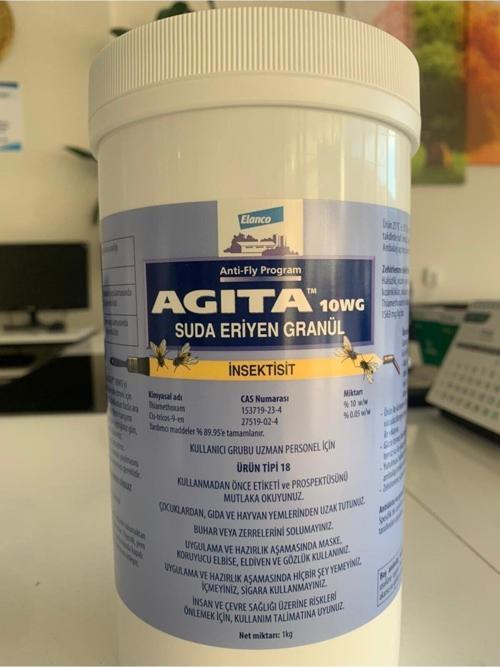 Elanco
Anti-Fly Program
AGITA™ 10WG
SUDA ERİYEN GRANÜL
İNSEKTİSİT
Kimyasal adı CAS Numarası Miktarı
Thiamethoxam 153719-23-4 % 10 w/w
Cis-tricos-9-en 27519-02-4 % 0.05 w/w
Yardımcı maddeler % 89.95'e tamamlanır.
KULLANICI GRUBU UZMAN PERSONEL İÇİN
ÜRÜN TİPİ 18
KULLANMADAN ÖNCE ETİKETİ ve PROSPEKTÜSÜNÜ
MUTLAKA OKUYUNUZ.
ÇOCUKLARDAN, GIDA VE HAYVAN YEMLERİNDEN UZAK TUTUNUZ.
BUHAR VEYA ZERRELERİNİ SOLUMAYINIZ.
UYGULAMA VE HAZIRLIK AŞAMASINDA MASKE,
KORUYUCU ELBİSE, ELDİVEN VE GÖZLÜK KULLANINIZ.
UYGULAMA VE HAZIRLIK AŞAMASINDA HİÇBİR ŞEY YEMEYİNİZ,
İÇMEYİNİZ, SİGARA KULLANMAYINIZ.
İNSAN VE ÇEVRE SAĞLIĞI ÜZERİNE RİSKLERİ
ÖNLEMEK İÇİN, KULLANIM TALİMATINA UYUNUZ.
Net miktarı: 1kg